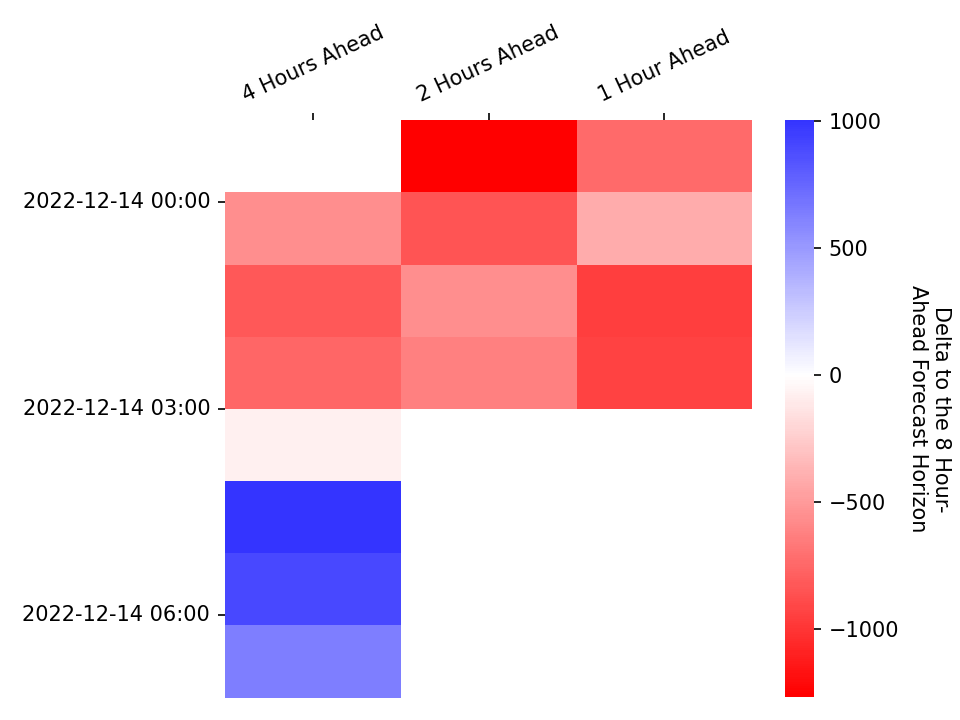 4 Hours Ahead
2 Hours Ahead
1 Hour Ahead
2022-12-14 00:00
2022-12-14 03:00
2022-12-14 06:00
1000
500
0
−500
−1000
Delta to the 8 Hour-
Ahead Forecast Horizon